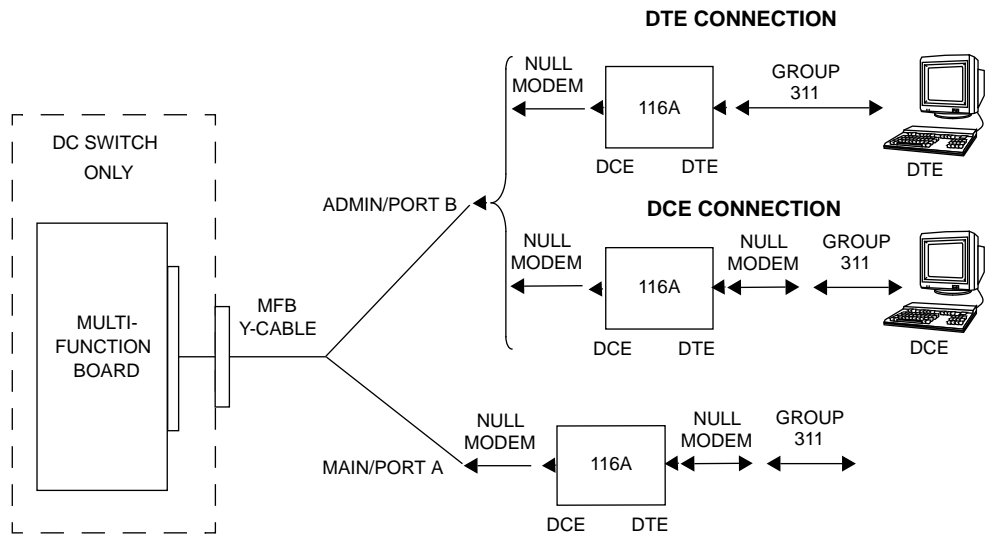 DTE CONNECTION
NULL
MODEM
116A
GROUP
311
DCE
DTE
DTE
DC SWITCH
ONLY
ADMIN/PORT B
DCE CONNECTION
NULL
MODEM
116A
NULL
MODEM
GROUP
311
DCE
DTE
DCE
MULTI-
FUNCTION
BOARD
MFB
Y-CABLE
MAIN/PORT A
NULL
MODEM
116A
NULL
MODEM
GROUP
311
DCE
DTE